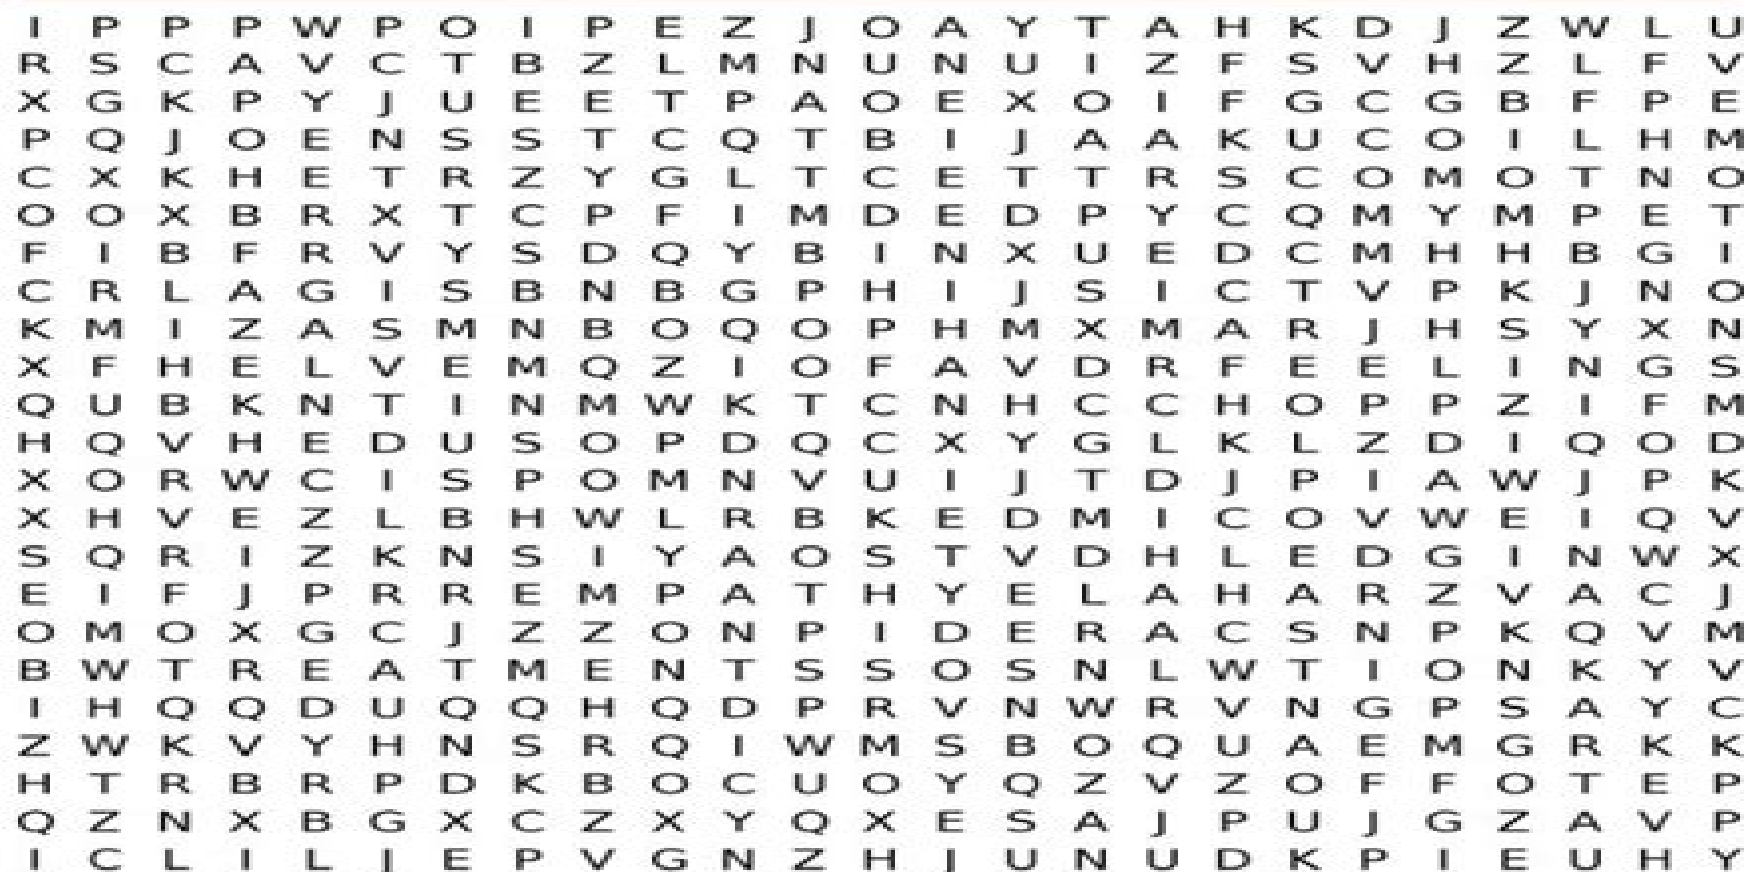 I P P P W P O I P E Z J O A Y T A H K D J Z W L U
R S C A V C T B Z L M N U N U I Z F S V H Z L F V
X G K P Y J U E E T P A O E X O I F G C G B F P E
P Q J O E N S S T C Q T B I J A A K U C O I L H M
C X K H E T R Z Y G L T C E T T R S C O M O T N O
O O X B R X T C P F I M D E D P Y C Q M Y M P E T
F I B F R V Y S D Q Y B I N X U E D C M H H B G I
C R L A G I S B N B G P H I J S I C T V P K J N O
K M I Z A S M N B O Q O P H M X M A R J H S Y X N
X F H E L V E M Q Z I O F A V D R F E E L I N G S
Q U B K N T I N M W K T C N H C C H O P P Z I F M
H Q V H E D U S O P D Q C X Y G L K L Z D I Q O D
X O R W C I S P O M N V U I J T D J P I A W J P K
X H V E Z L B H W L R B K E D M I C O V W E I Q V
S Q R I Z K N S I Y A O S T V D H L E D G I N W X
E I F J P R R E M P A T H Y E L A H A R Z V A C J
O M O X G C J Z Z O N P I D E R A C S N P K Q V M
B W T R E A T M E N T S S O S N L W T I O N K Y V
I H Q Q D U Q Q H Q D P R V N W R V N G P S A Y C
Z W K V Y H N S R Q I W M S B O Q U A E M G R K K
H T R B R P D K B O C U O Y Q Z V Z O F F O T E P
Q Z N X B G X C Z X Y Q X E S A J P U J G Z A V P
I C L I L J E P V G N Z H J U N U D K P I E U H Y